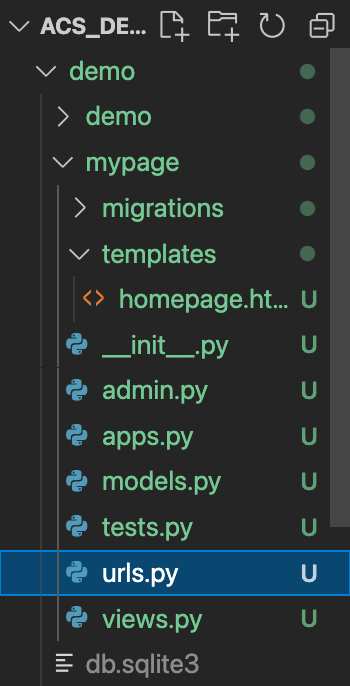 ACS_DE...
demo
demo
mypage
migrations
templates
homepage.ht... U
__init__.py U
admin.py U
apps.py U
models.py U
tests.py U
urls.py U
views.py U
db.sqlite3